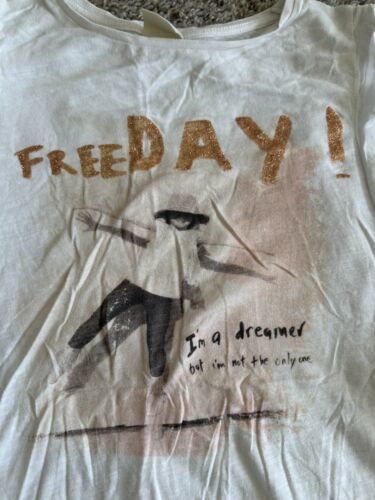 FREEDAY!
I'm a dreamer
but i'm not the only one